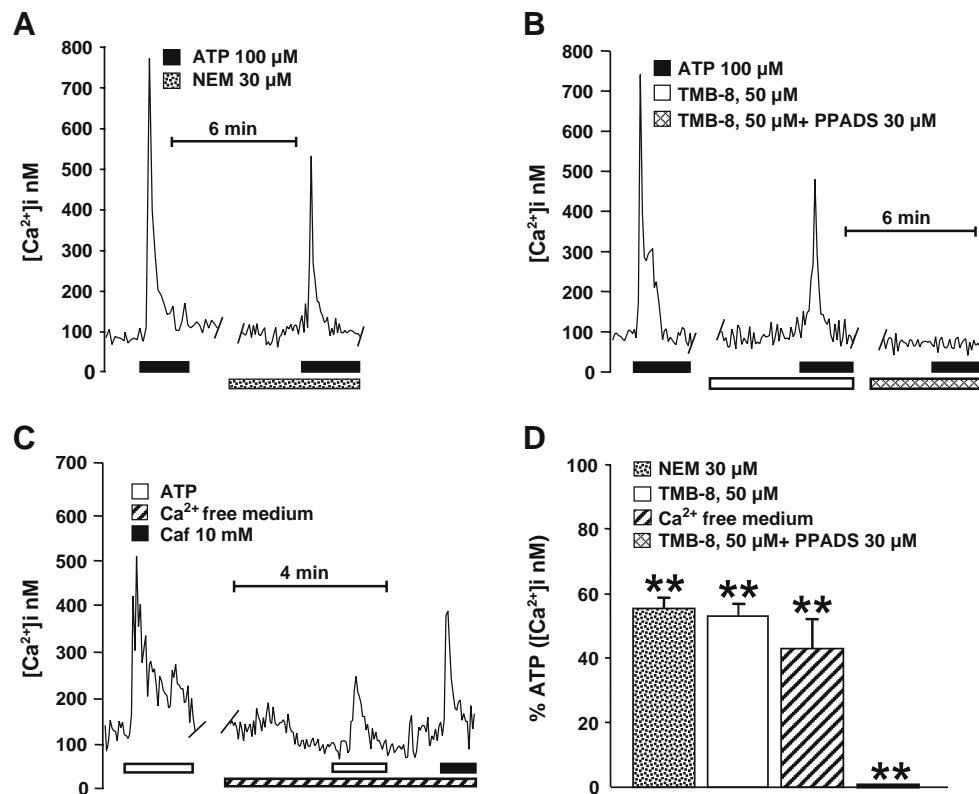 A
[Ca²⁺]i nM
800
700
600
500
400
300
200
100
0
ATP 100 µM
NEM 30 µM
6 min
B
[Ca²⁺]i nM
800
700
600
500
400
300
200
100
0
ATP 100 µM
TMB-8, 50 µM
TMB-8, 50 µM+ PPADS 30 µM
6 min
C
[Ca²⁺]i nM
700
600
500
400
300
200
100
0
ATP
Ca²⁺ free medium
Caf 10 mM
4 min
D
% ATP ([Ca²⁺]i nM)
100
80
60
40
20
0
NEM 30 µM
TMB-8, 50 µM
Ca²⁺ free medium
TMB-8, 50 µM+ PPADS 30 µM
**
**
**
**